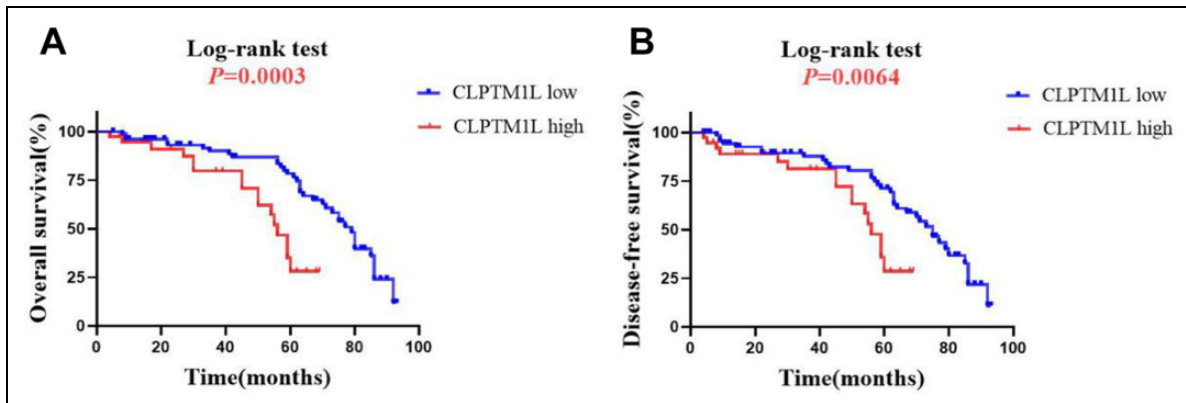 A
Log-rank test
P=0.0003
CLPTM1L low
CLPTM1L high
Overall survival(%)
100
75
50
25
0
0 20 40 60 80 100
Time(months)
B
Log-rank test
P=0.0064
CLPTM1L low
CLPTM1L high
Disease-free survival(%)
100
75
50
25
0
0 20 40 60 80 100
Time(months)